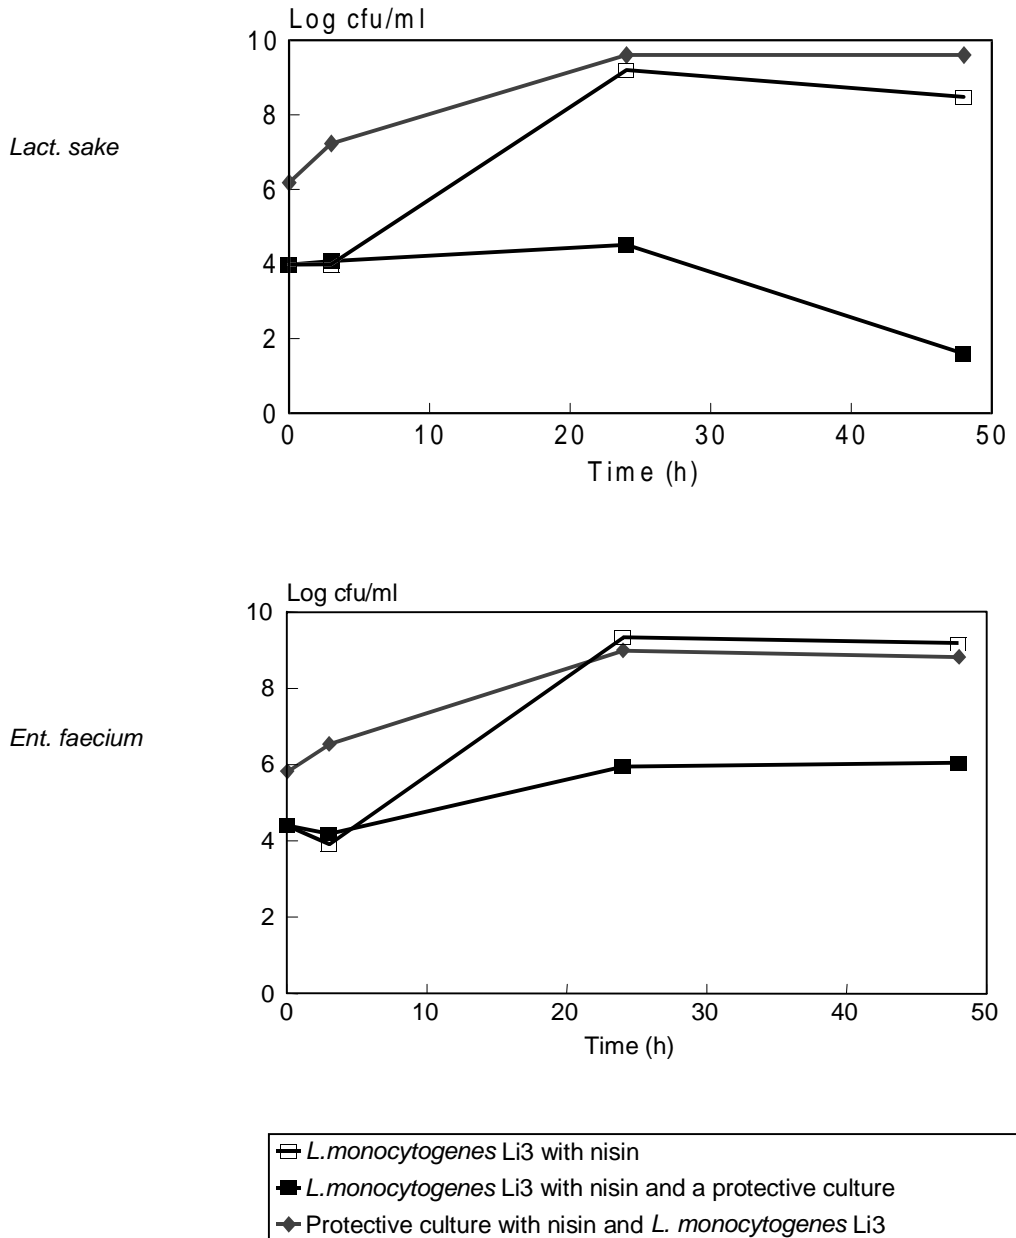 Log cfu/ml
10
8
6
4
2
0
Lact. sake
0 10 20 30 40 50
Time (h)
Log cfu/ml
10
8
6
4
2
0
Ent. faecium
0 10 20 30 40 50
Time (h)
L.monocytogenes Li3 with nisin
L.monocytogenes Li3 with nisin and a protective culture
Protective culture with nisin and L. monocytogenes Li3